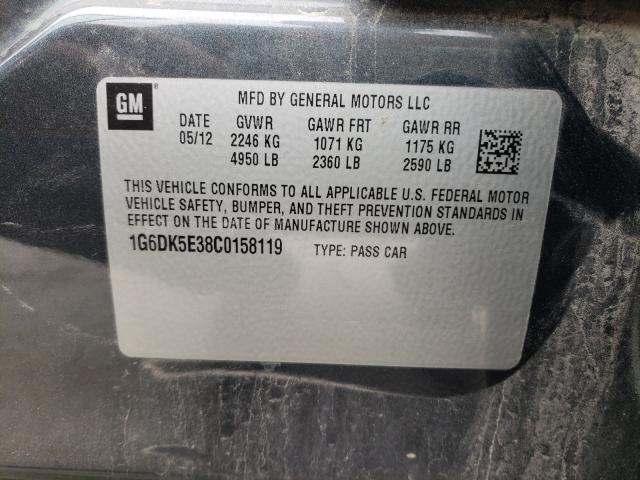 GM ®
MFD BY GENERAL MOTORS LLC
DATE GVWR GAWR FRT GAWR RR
05/12 2246 KG 1071 KG 1175 KG
4950 LB 2360 LB 2590 LB
THIS VEHICLE CONFORMS TO ALL APPLICABLE U.S. FEDERAL MOTOR
VEHICLE SAFETY, BUMPER, AND THEFT PREVENTION STANDARDS IN
EFFECT ON THE DATE OF MANUFACTURE SHOWN ABOVE.
1G6DK5E38C0158119 TYPE: PASS CAR